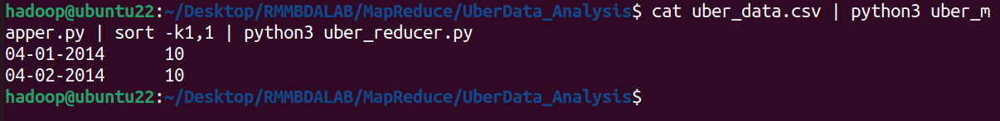 hadoop@ubuntu22:~/Desktop/RMMBDALAB/MapReduce/UberData_Analysis$ cat uber_data.csv | python3 uber_m
apper.py | sort -k1,1 | python3 uber_reducer.py
04-01-2014      10
04-02-2014      10
hadoop@ubuntu22:~/Desktop/RMMBDALAB/MapReduce/UberData_Analysis$